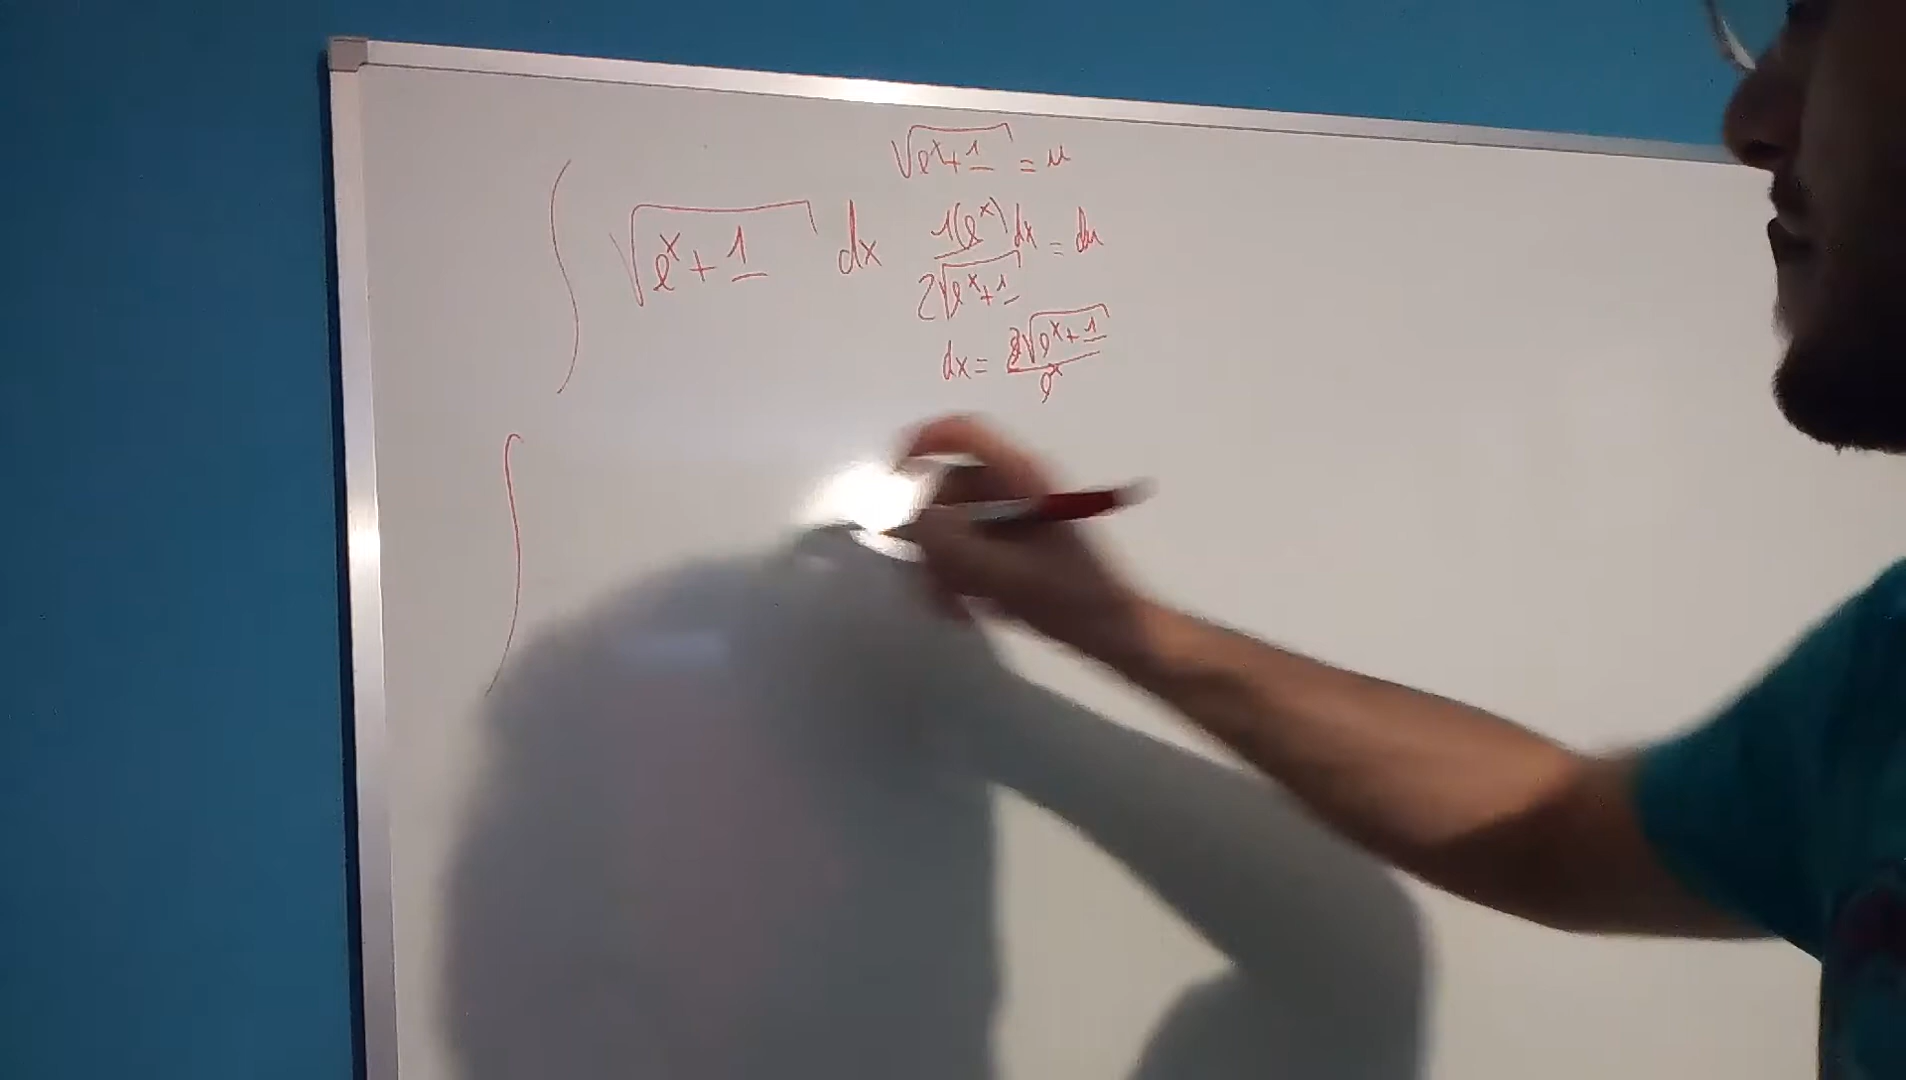 √(eˣ+1) = u
∫ √(eˣ+1) dx
1(eˣ)dx / 2√(eˣ+1) = du
dx = 2√(eˣ+1) / eˣ
∫